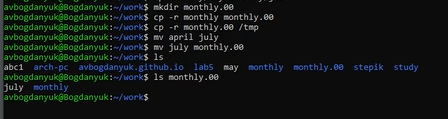 avbogdanyuk@Bogdanyuk:~/work$ mkdir monthly.00
avbogdanyuk@Bogdanyuk:~/work$ cp -r monthly monthly.00
avbogdanyuk@Bogdanyuk:~/work$ cp -r monthly.00 /tmp
avbogdanyuk@Bogdanyuk:~/work$ mv april july
avbogdanyuk@Bogdanyuk:~/work$ mv july monthly.00
avbogdanyuk@Bogdanyuk:~/work$ ls
abc1 arch-pc avbogdanyuk.github.io lab5 may monthly monthly.00 stepik study
avbogdanyuk@Bogdanyuk:~/work$ ls monthly.00
july monthly
avbogdanyuk@Bogdanyuk:~/work$